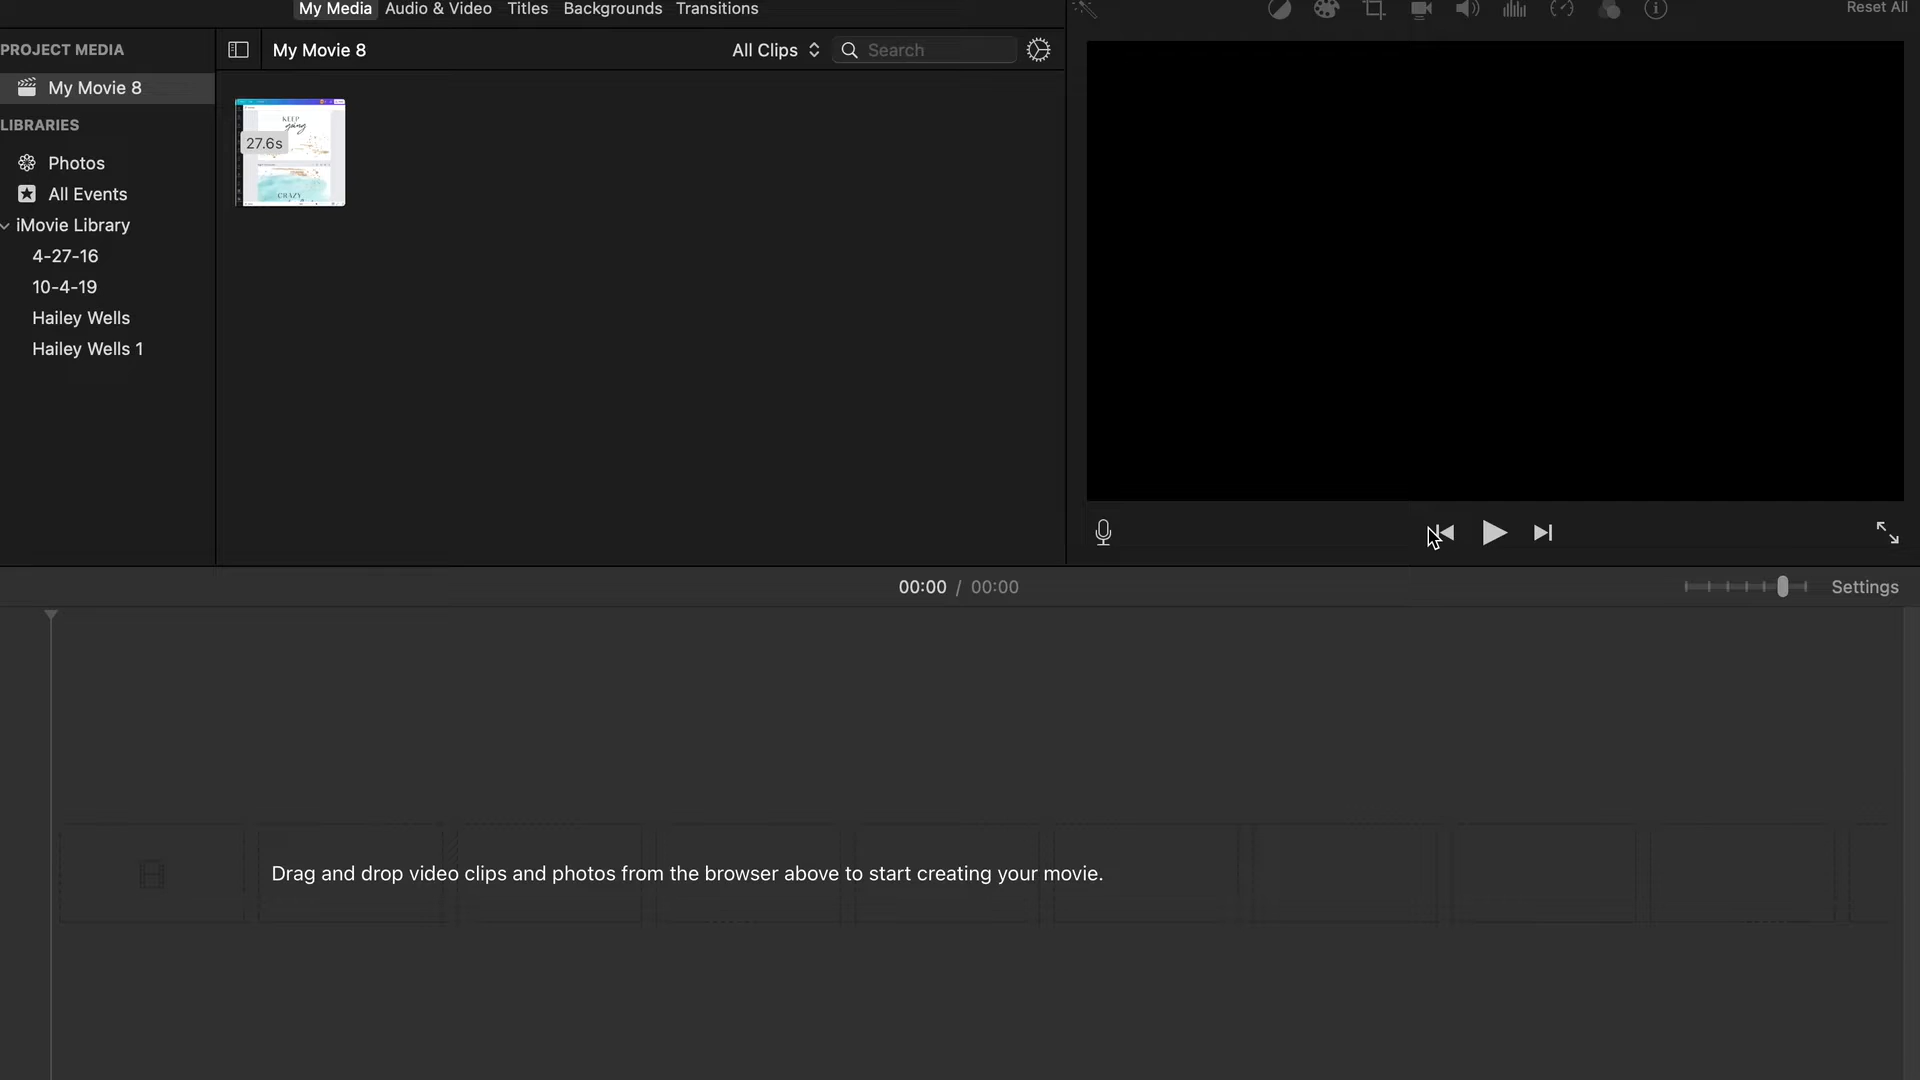 My Media Audio & Video Titles Backgrounds Transitions
Reset All
PROJECT MEDIA
My Movie 8
All Clips
Search
My Movie 8
LIBRARIES
Photos
All Events
iMovie Library
4-27-16
10-4-19
Hailey Wells
Hailey Wells 1
KEEP
going
27.6s
CRAZY
00:00 / 00:00
Settings
Drag and drop video clips and photos from the browser above to start creating your movie.